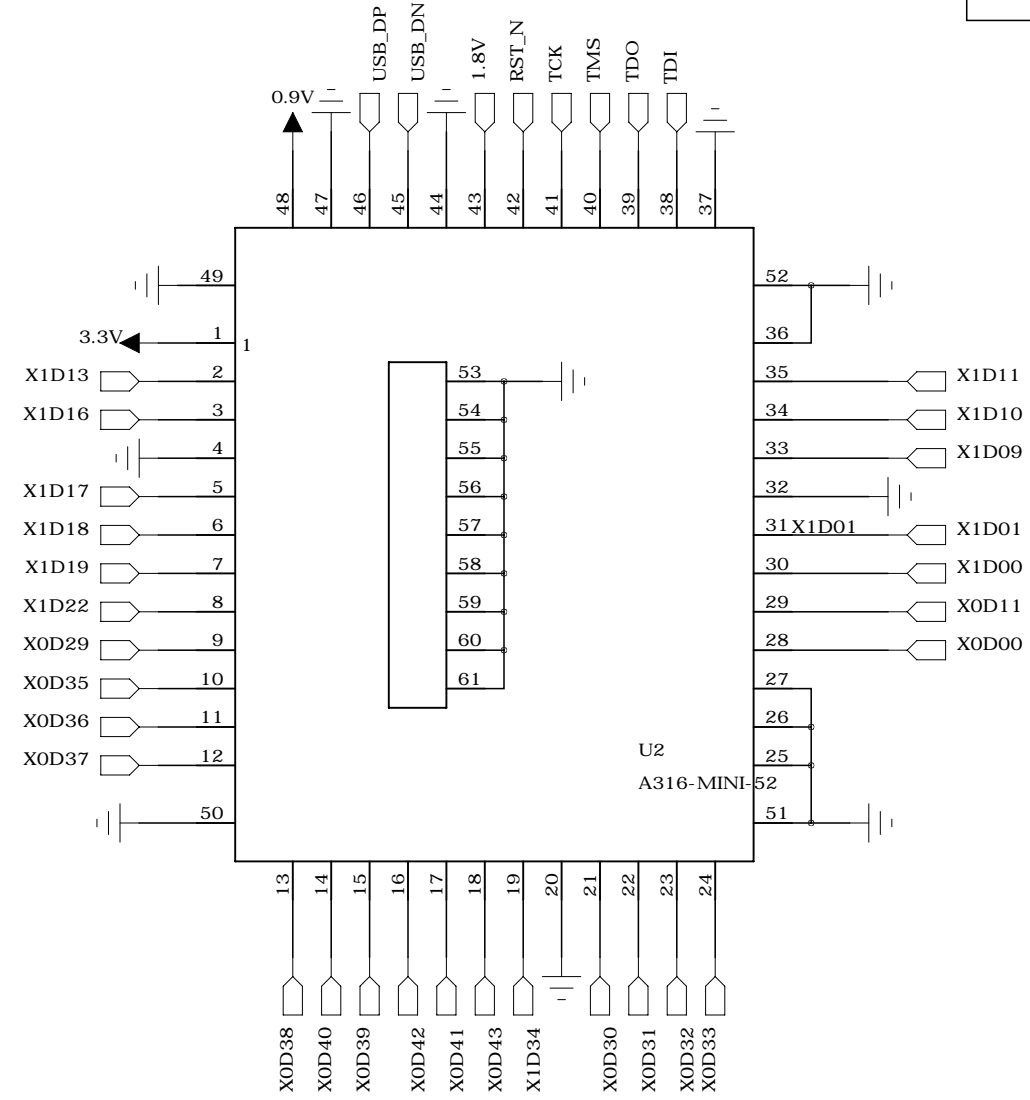 USB_DP
USB_DN
1.8V
RST_N
TCK
TMS
TDO
TDI
0.9V
48
47
46
45
44
43
42
41
40
39
38
37
49
52
3.3V
1
1
36
X1D13
2
53
35
X1D11
X1D16
3
54
34
X1D10
4
55
33
X1D09
X1D17
5
56
32
X1D18
6
57
31
X1D01
X1D01
X1D19
7
58
30
X1D00
X1D22
8
59
29
X0D11
X0D29
9
60
28
X0D00
X0D35
10
61
27
X0D36
11
26
X0D37
12
U2
25
A316-MINI-52
50
51
13
14
15
16
17
18
19
20
21
22
23
24
X0D38
X0D40
X0D39
X0D42
X0D41
X0D43
X1D34
X0D30
X0D31
X0D32
X0D33